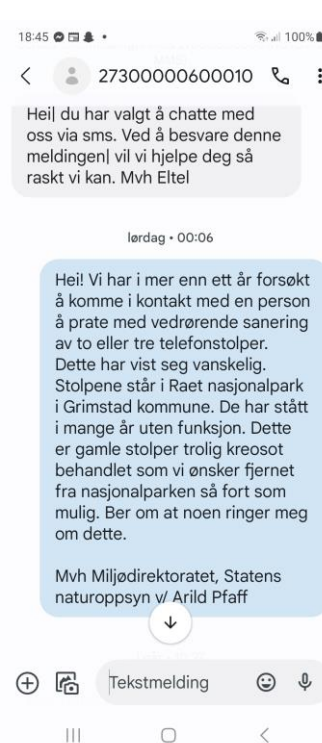 18:45
100%
27300000600010
Hei| du har valgt å chatte med
oss via sms. Ved å besvare denne
meldingen| vil vi hjelpe deg så
raskt vi kan. Mvh Eltel
lørdag • 00:06
Hei! Vi har i mer enn ett år forsøkt
å komme i kontakt med en person
å prate med vedrørende sanering
av to eller tre telefonstolper.
Dette har vist seg vanskelig.
Stolpene står i Raet nasjonalpark
i Grimstad kommune. De har stått
i mange år uten funksjon. Dette
er gamle stolper trolig kreosot
behandlet som vi ønsker fjernet
fra nasjonalparken så fort som
mulig. Ber om at noen ringer meg
om dette.
Mvh Miljødirektoratet, Statens
naturoppsyn v/ Arild Pfaff
Tekstmelding